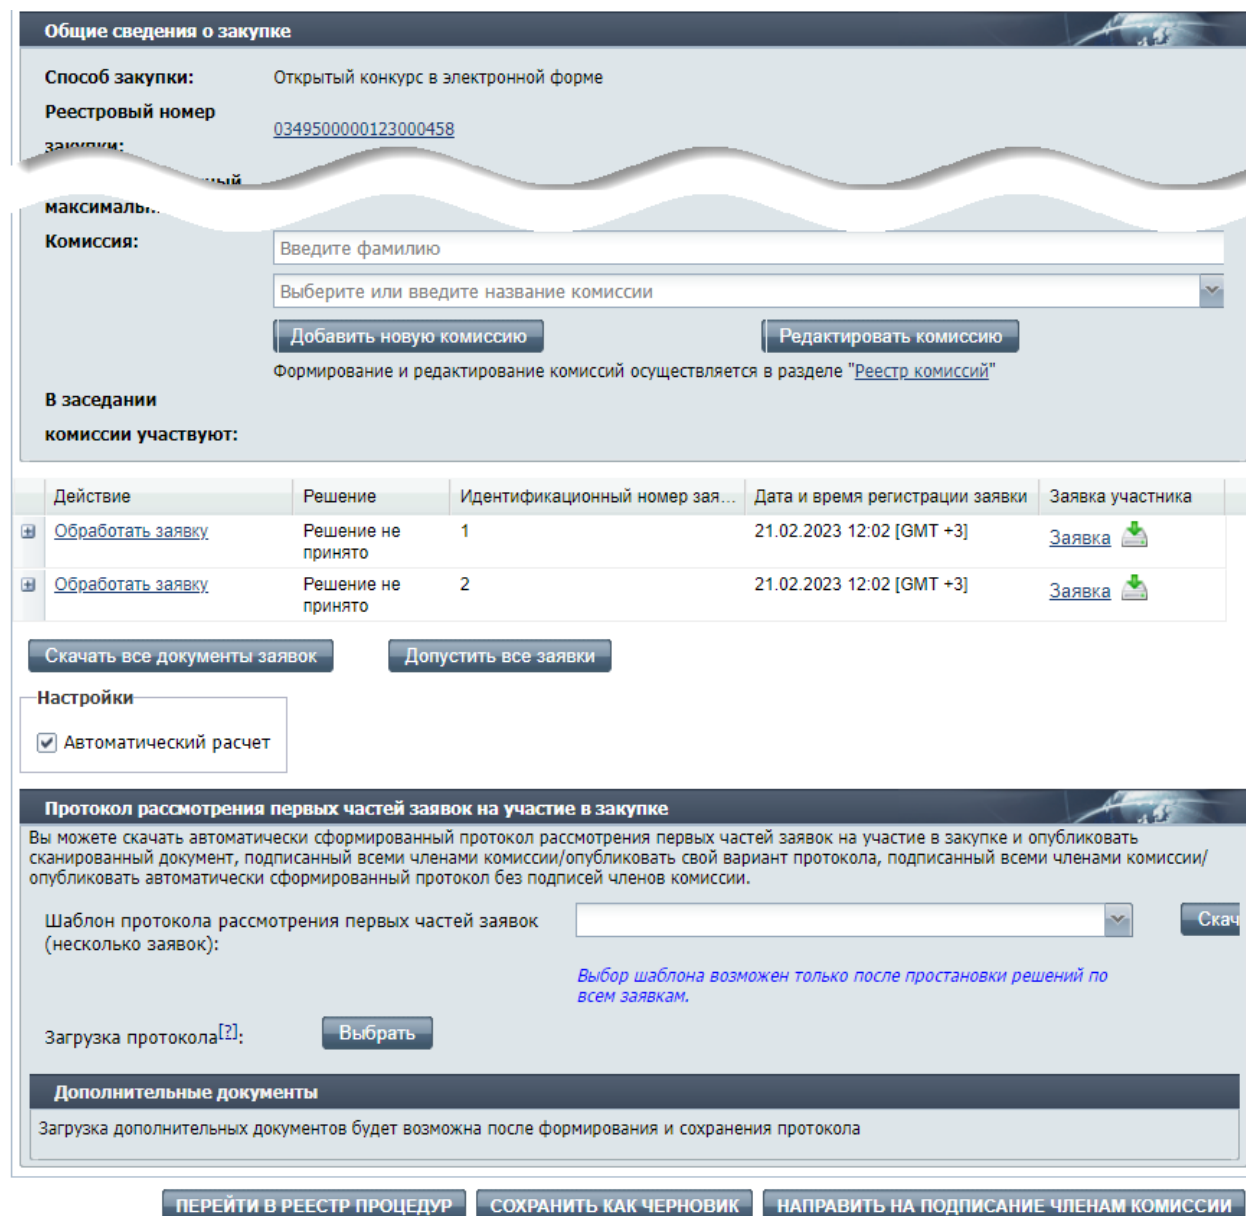 Общие сведения о закупке
Способ закупки: Открытый конкурс в электронной форме
Реестровый номер
закупки: 0349500000123000458
Комиссия: Введите фамилию
Выберите или введите название комиссии
Добавить новую комиссию Редактировать комиссию
Формирование и редактирование комиссий осуществляется в разделе "Реестр комиссий"
В заседании
комиссии участвуют:
Действие Решение Идентификационный номер зая... Дата и время регистрации заявки Заявка участника
Обработать заявку Решение не принято 1 21.02.2023 12:02 [GMT +3] Заявка
Обработать заявку Решение не принято 2 21.02.2023 12:02 [GMT +3] Заявка
Скачать все документы заявок Допустить все заявки
Настройки
Автоматический расчет
Протокол рассмотрения первых частей заявок на участие в закупке
Вы можете скачать автоматически сформированный протокол рассмотрения первых частей заявок на участие в закупке и опубликовать
сканированный документ, подписанный всеми членами комиссии/опубликовать свой вариант протокола, подписанный всеми членами комиссии/
опубликовать автоматически сформированный протокол без подписей членов комиссии.
Шаблон протокола рассмотрения первых частей заявок
(несколько заявок): Скач
Выбор шаблона возможен только после простановки решений по
всем заявкам.
Загрузка протокола[?]: Выбрать
Дополнительные документы
Загрузка дополнительных документов будет возможна после формирования и сохранения протокола
ПЕРЕЙТИ В РЕЕСТР ПРОЦЕДУР СОХРАНИТЬ КАК ЧЕРНОВИК НАПРАВИТЬ НА ПОДПИСАНИЕ ЧЛЕНАМ КОМИССИИ